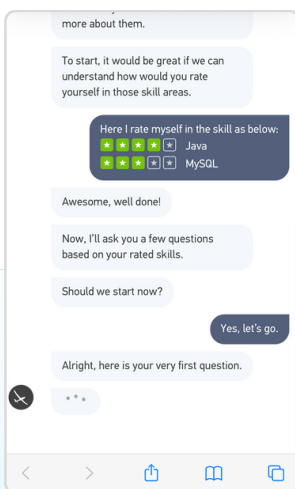 more about them.
To start, it would be great if we can
understand how would you rate
yourself in those skill areas.
Here I rate myself in the skill as below:
Java
MySQL
Awesome, well done!
Now, I'll ask you a few questions
based on your rated skills.
Should we start now?
Yes, let's go.
Alright, here is your very first question.